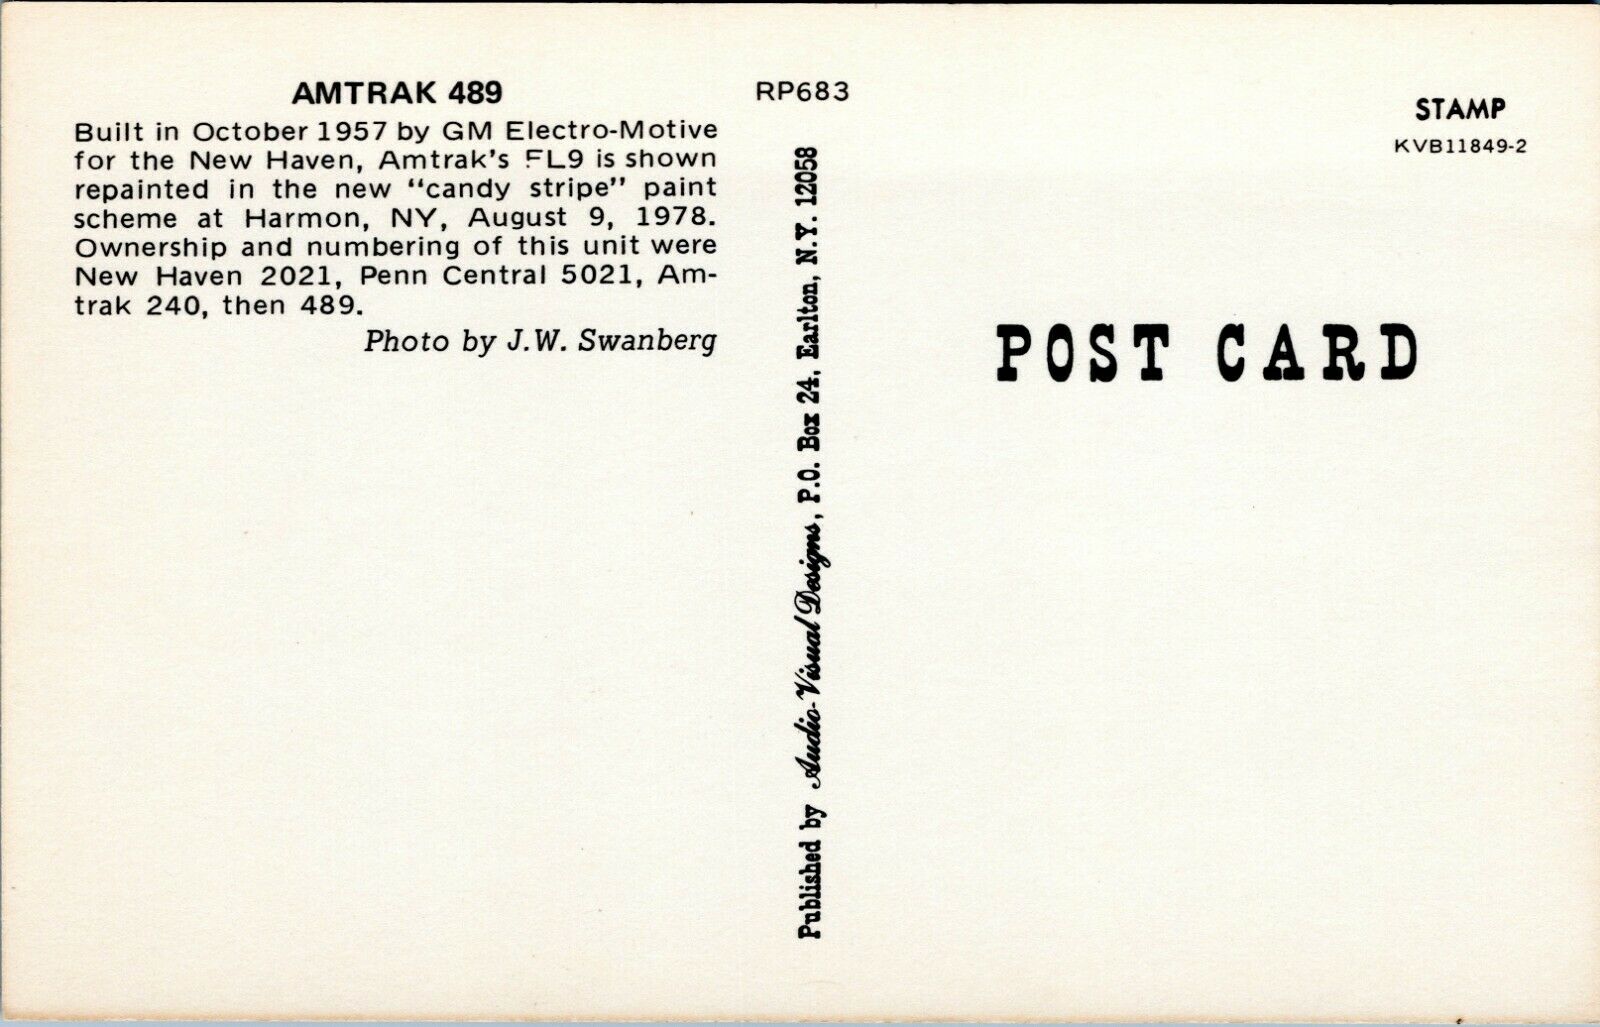 AMTRAK 489
Built in October 1957 by GM Electro-Motive
for the New Haven, Amtrak's FL9 is shown
repainted in the new "candy stripe" paint
scheme at Harmon, NY, August 9, 1978.
Ownership and numbering of this unit were
New Haven 2021, Penn Central 5021, Am-
trak 240, then 489.
Photo by J.W. Swanberg
RP683
Published by Audio-Visual Designs, P.O. Box 24, Earlton, N.Y. 12058
STAMP
KVB11849-2
POST CARD